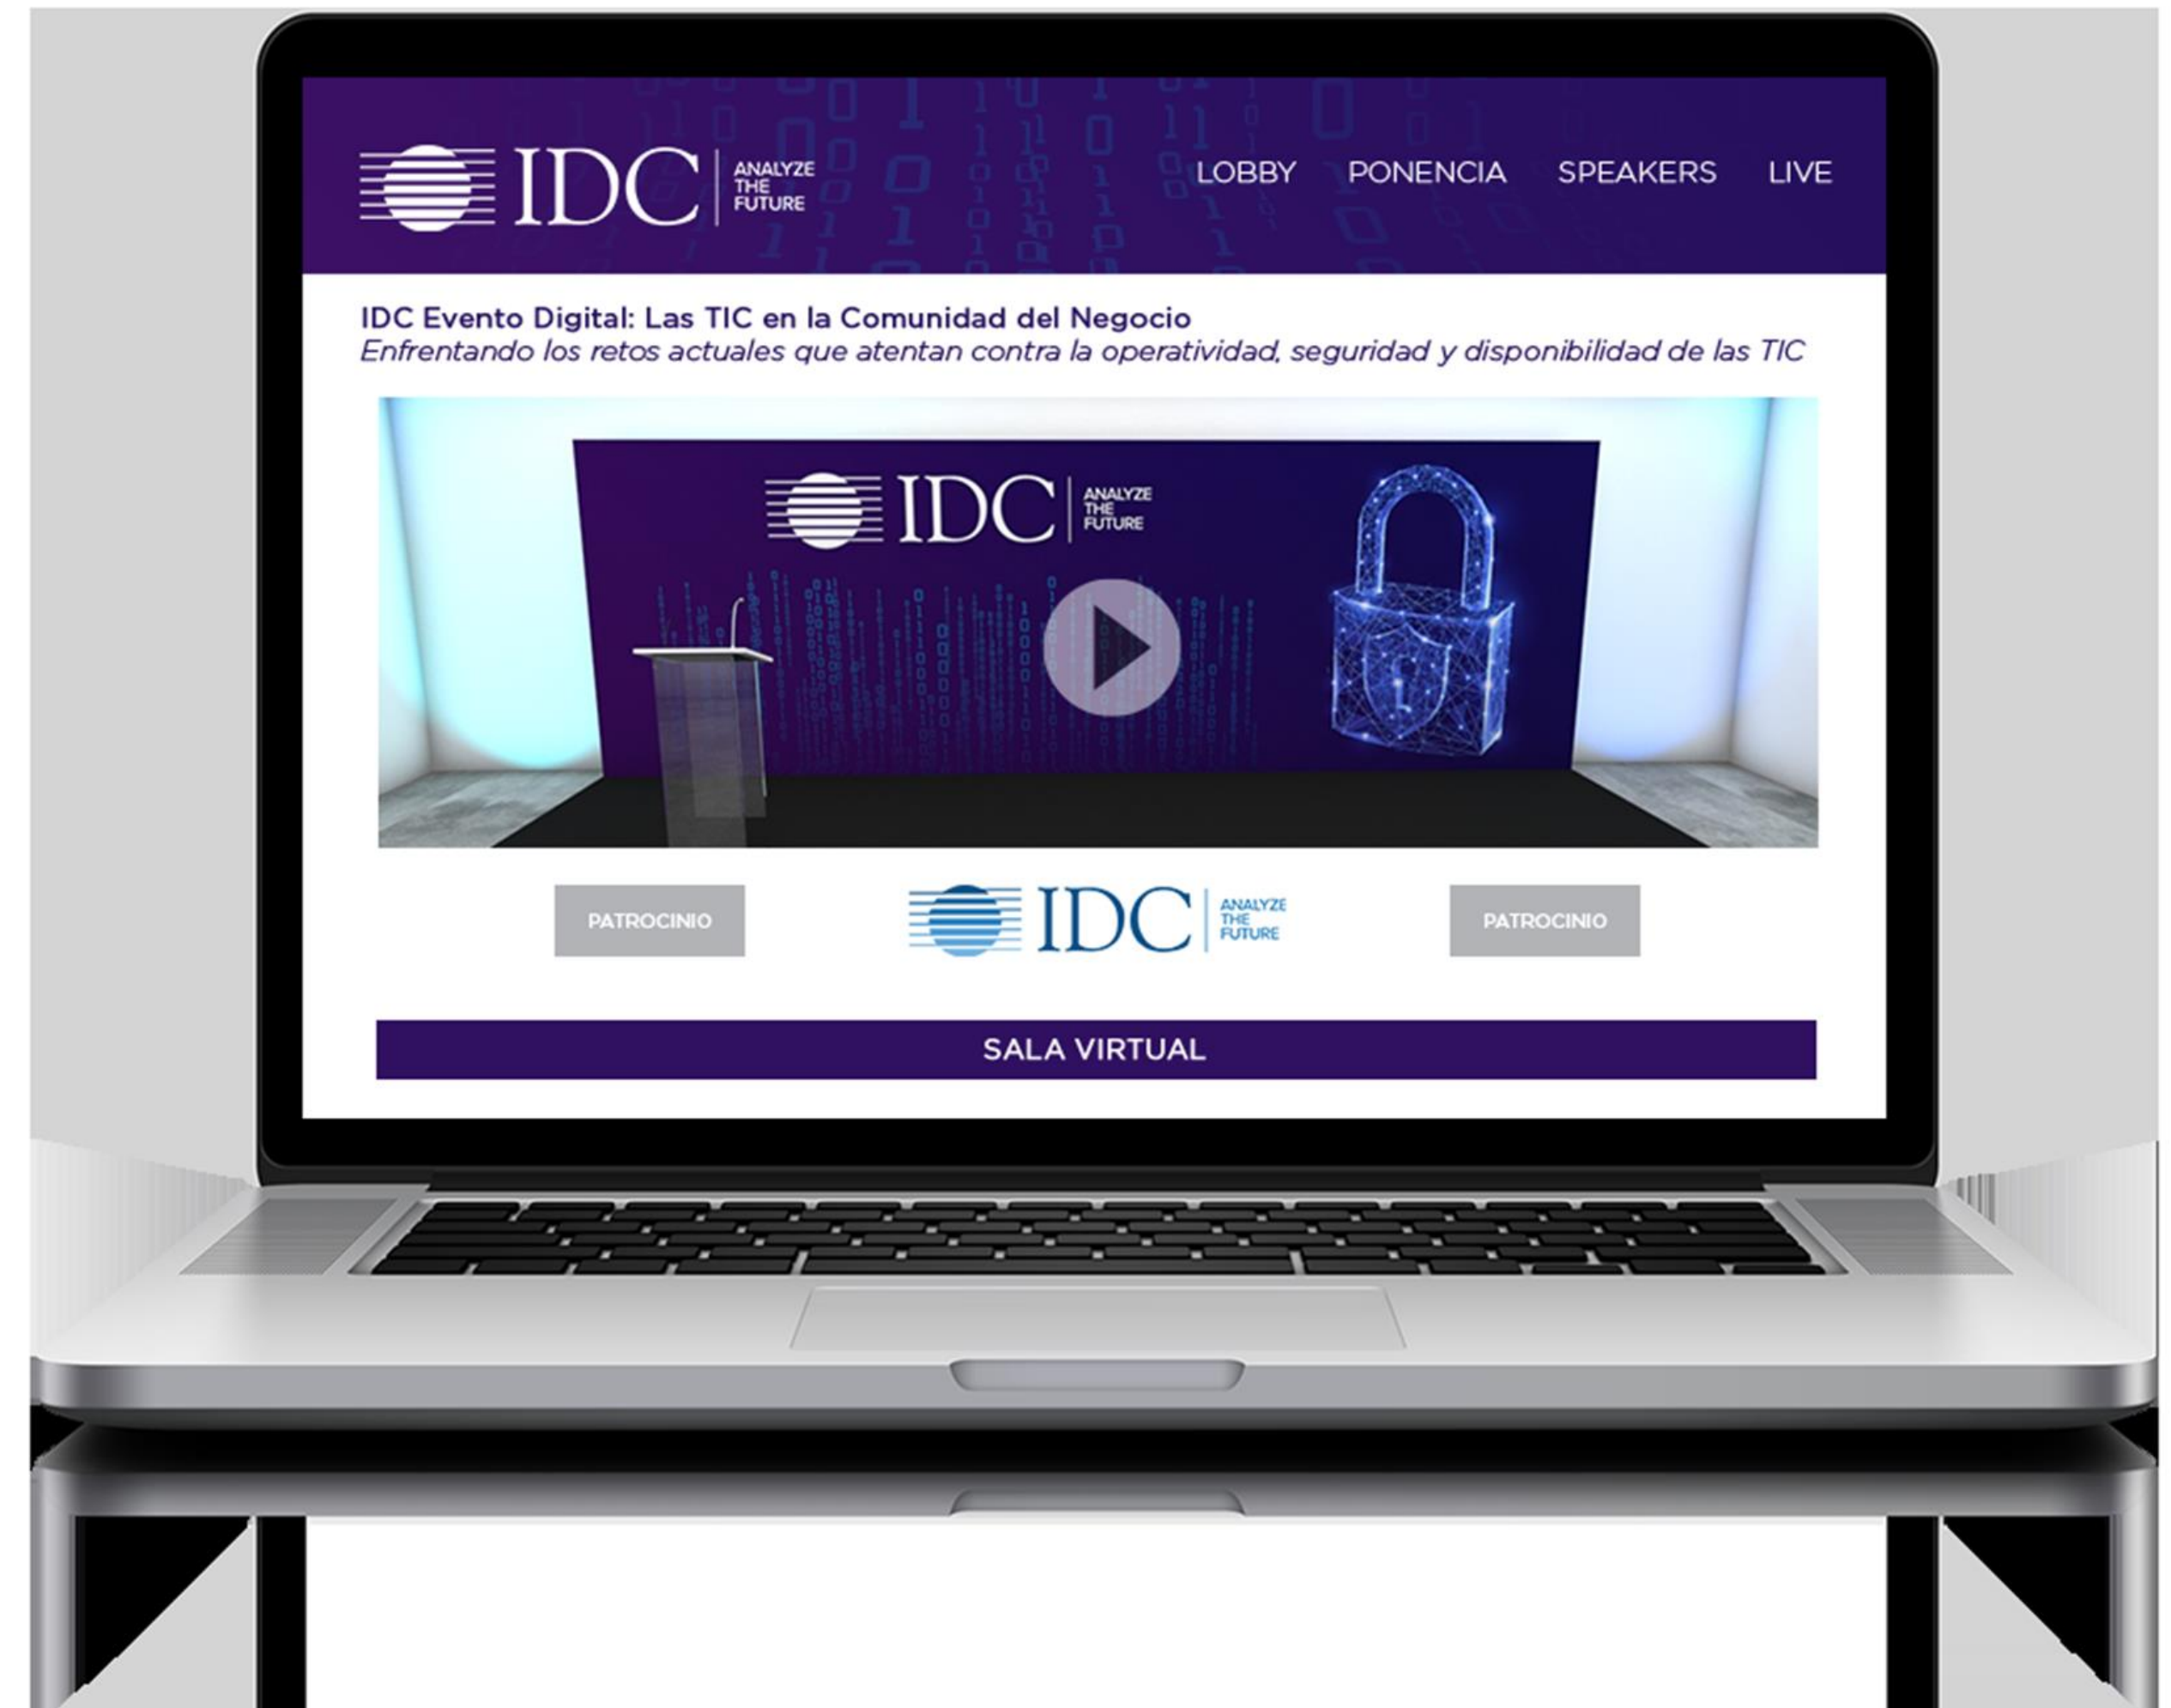 IDC
ANALYZE
THE
FUTURE
LOBBY PONENCIA SPEAKERS LIVE
IDC Evento Digital: Las TIC en la Comunidad del Negocio
Enfrentando los retos actuales que atentan contra la operatividad, seguridad y disponibilidad de las TIC
IDC
ANALYZE
THE
FUTURE
PATROCINIO
IDC
ANALYZE
THE
FUTURE
PATROCINIO
SALA VIRTUAL